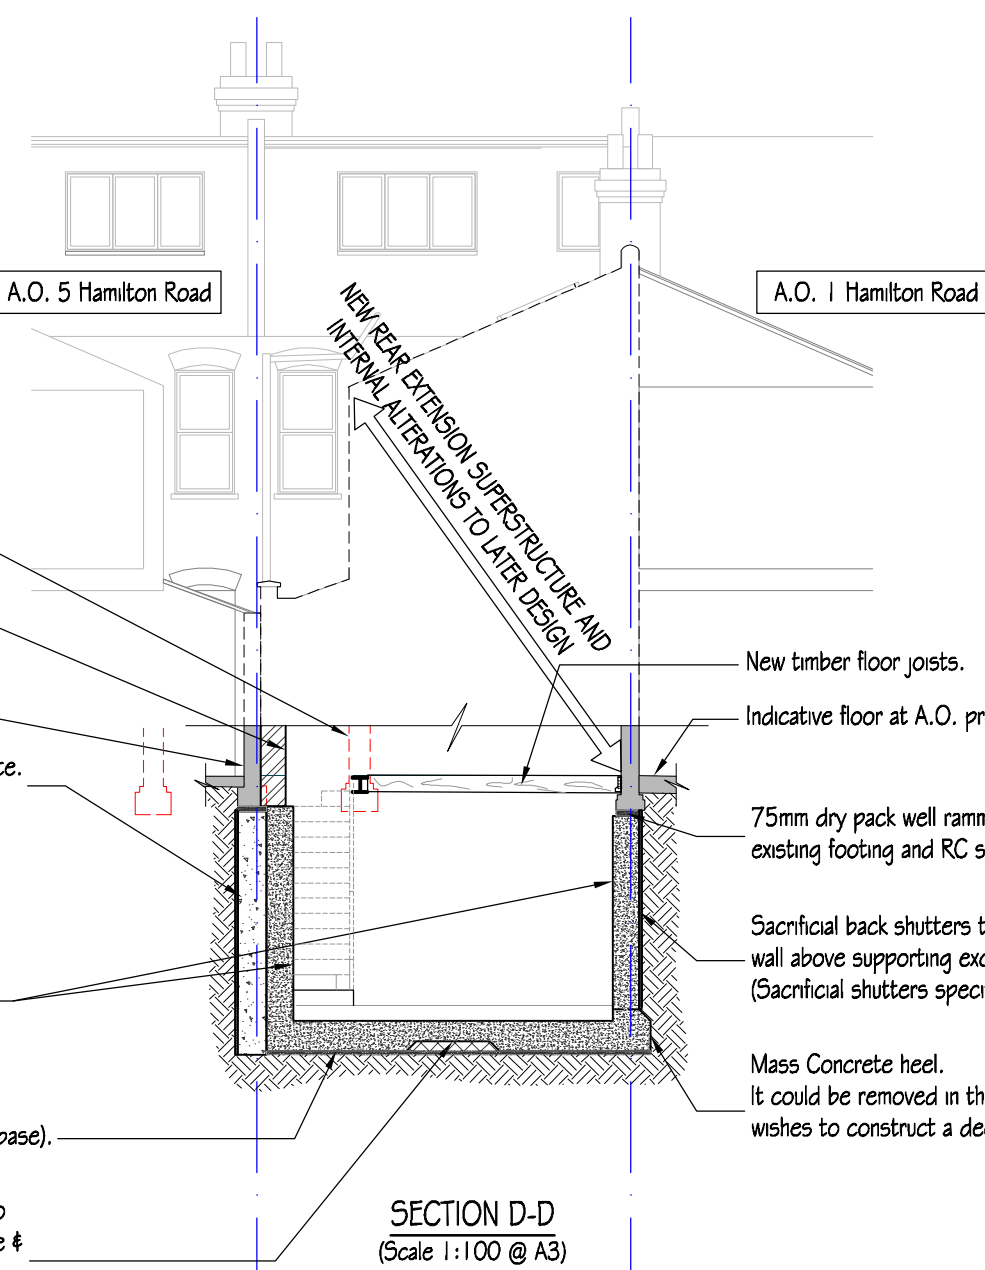 A.O. 5 Hamilton Road
A.O. 1 Hamilton Road
NEW REAR EXTENSION SUPERSTRUCTURE AND
INTERNAL ALTERATIONS TO LATER DESIGN
New timber floor joists.
Indicative floor at A.O. pr
te.
75mm dry pack well ramm
existing footing and RC s
Sacrificial back shutters t
wall above supporting exc
(Sacrificial shutters speci
Mass Concrete heel.
It could be removed in th
wishes to construct a de
base).
e &
SECTION D-D
(Scale 1:100 @ A3)